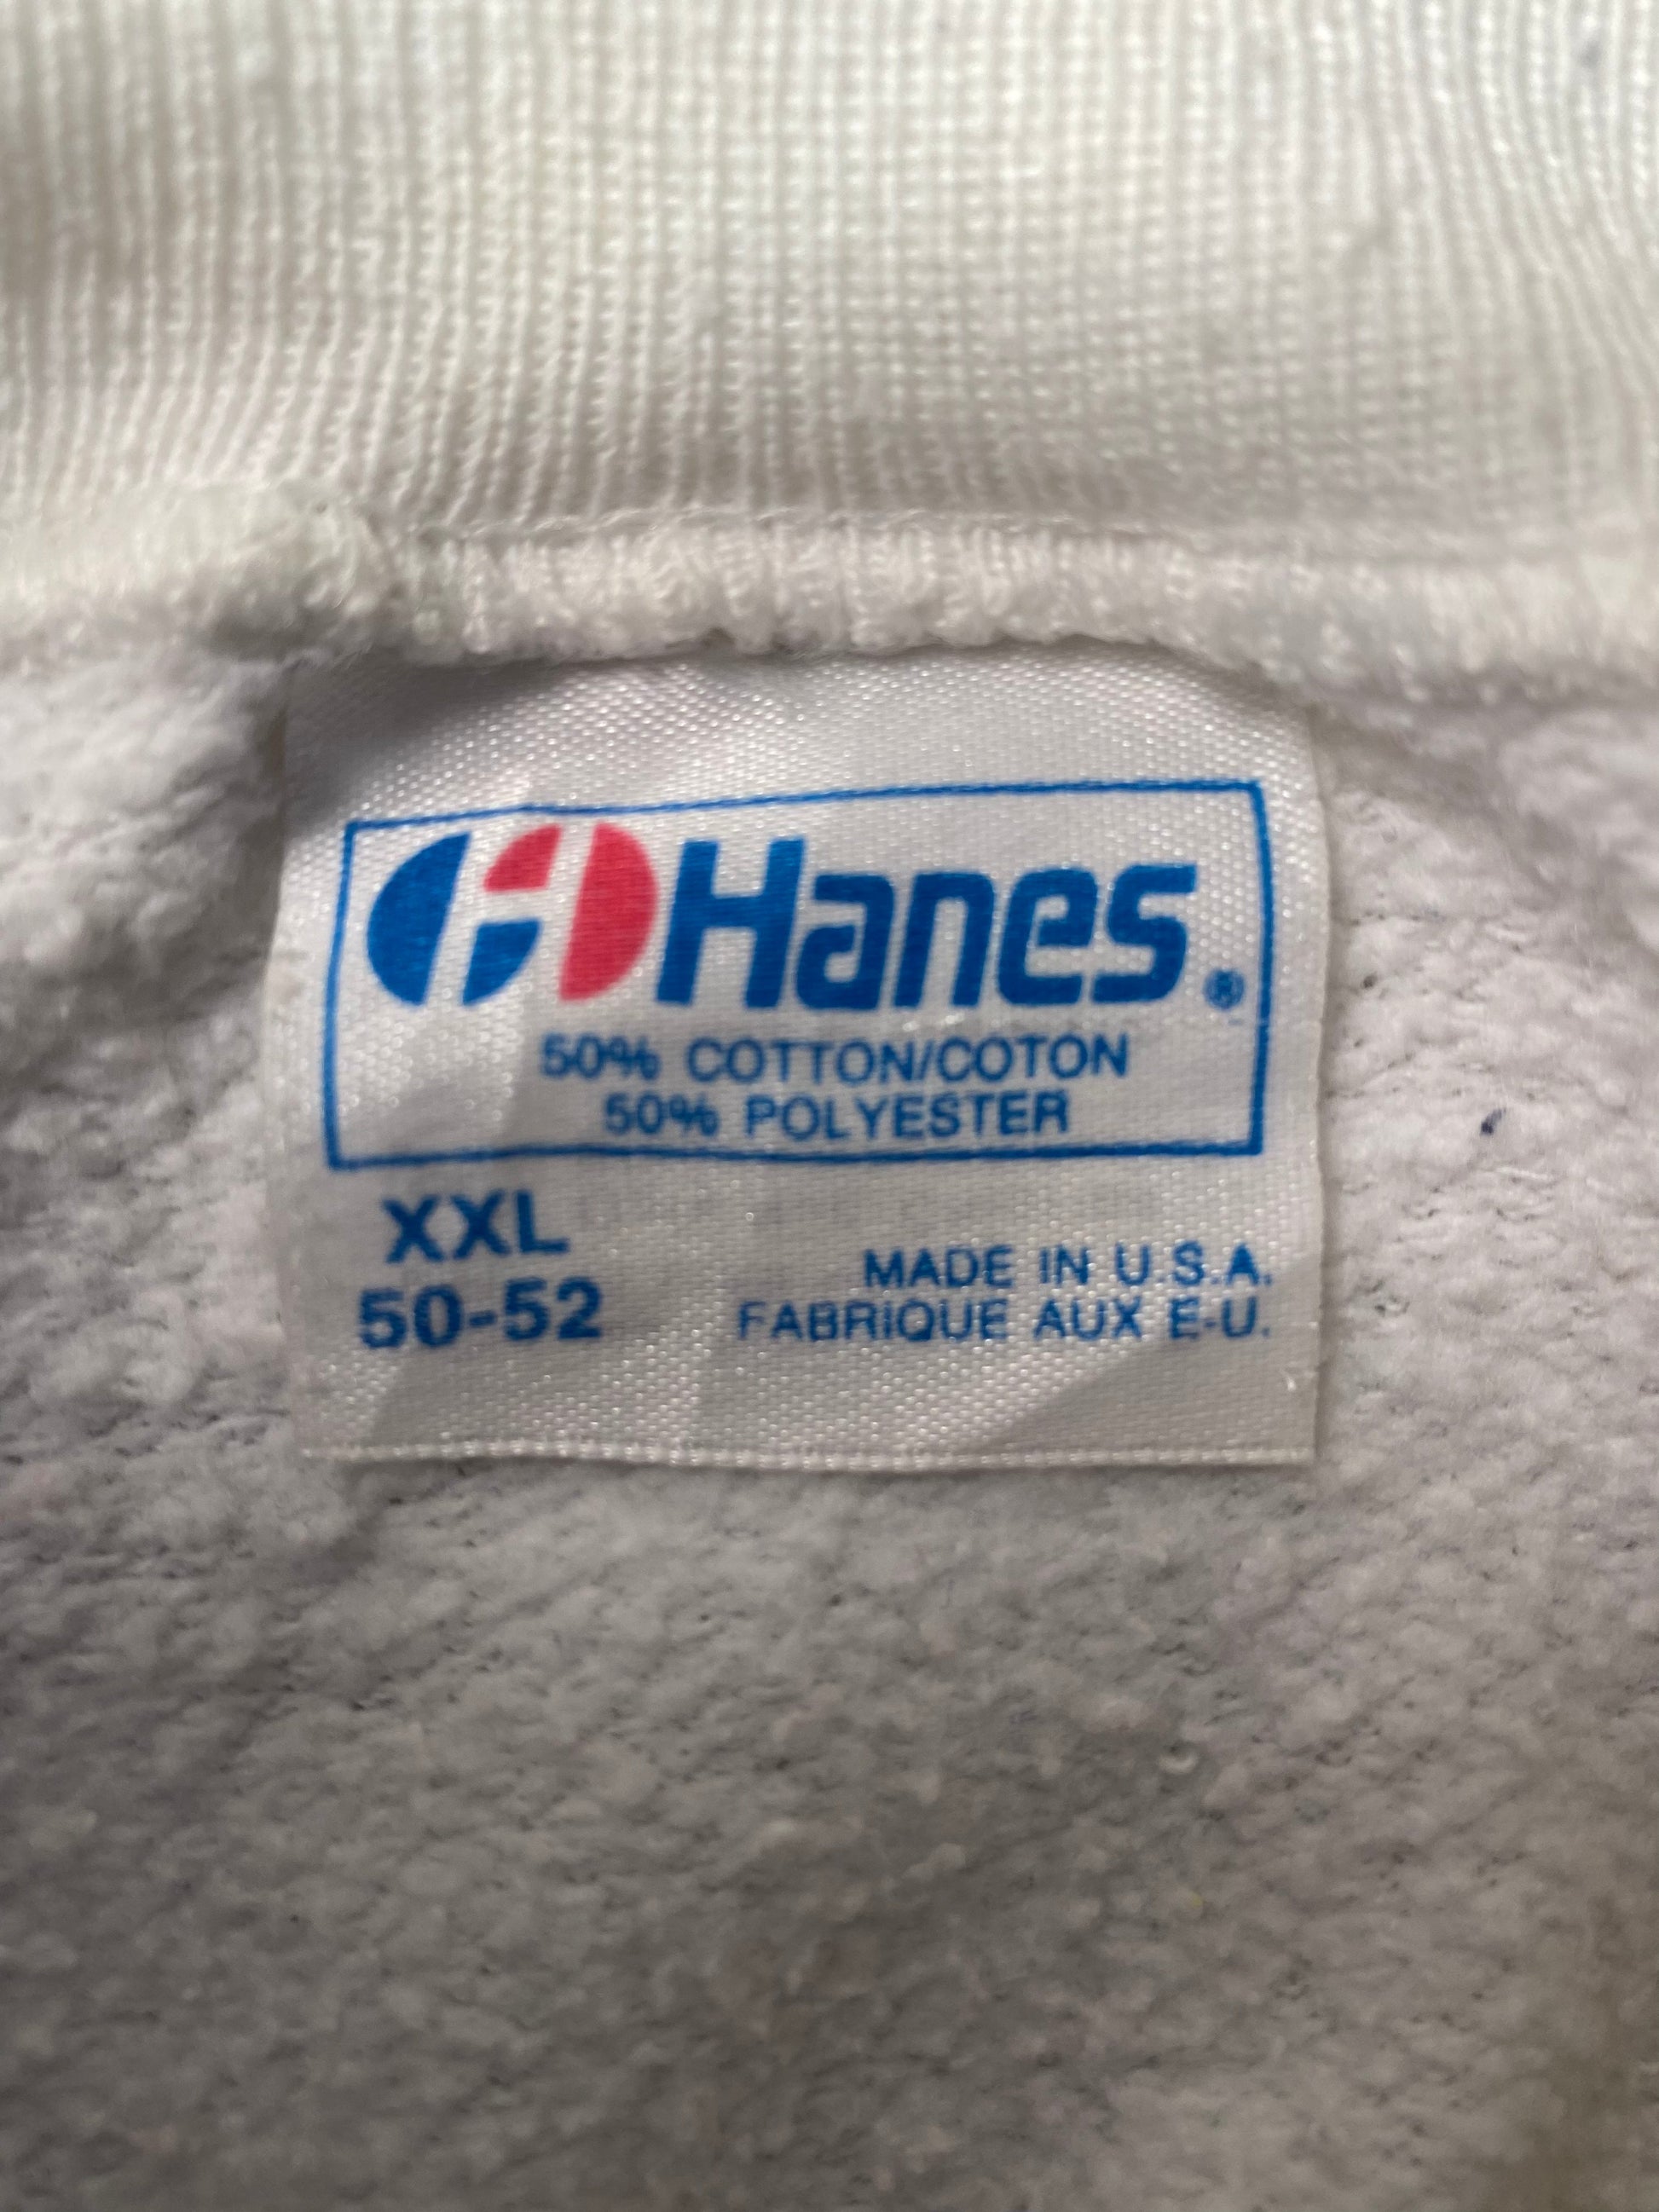 Hanes®
50% COTTON/COTON
50% POLYESTER
XXL
50-52
MADE IN U.S.A.
FABRIQUE AUX E-U.